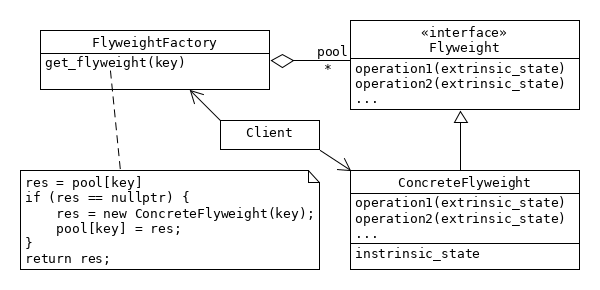 FlyweightFactory
get_flyweight(key)
pool
*
«interface»
Flyweight
operation1(extrinsic_state)
operation2(extrinsic_state)
...
Client
res = pool[key]
if (res == nullptr) {
    res = new ConcreteFlyweight(key);
    pool[key] = res;
}
return res;
ConcreteFlyweight
operation1(extrinsic_state)
operation2(extrinsic_state)
...
instrinsic_state